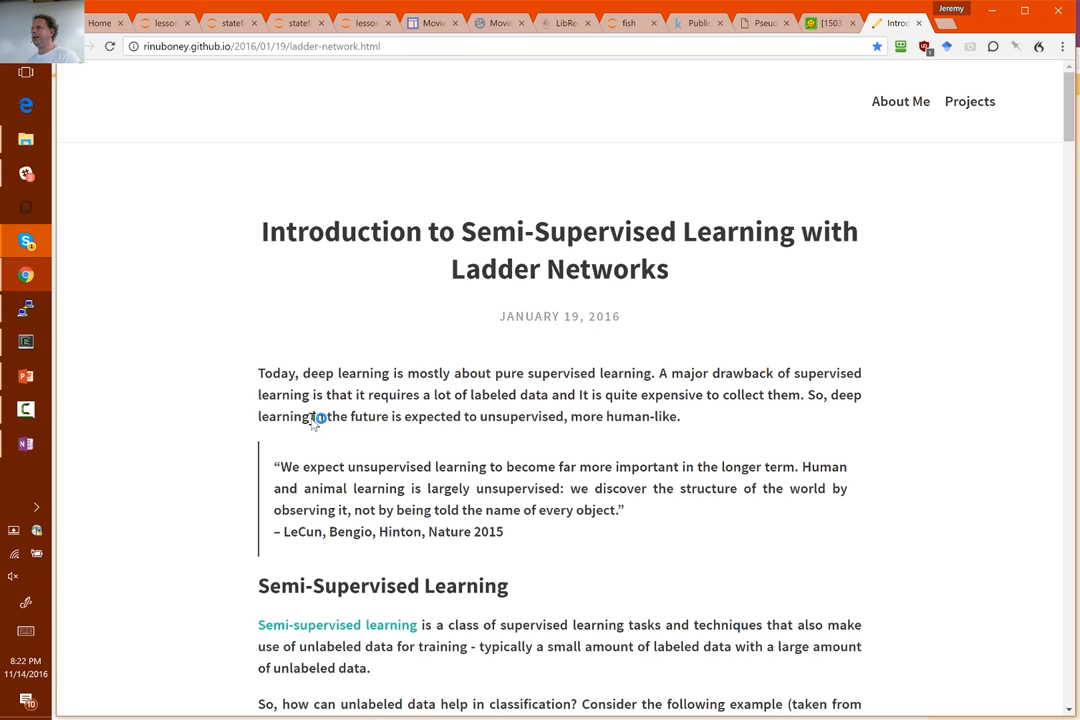 Jeremy
Home
lesson
statef
statef
lesson
Movie
Movie
LibRe
fish
Public
Pseud
[1503
Introd
rinuboney.github.io/2016/01/19/ladder-network.html
About Me Projects
Introduction to Semi-Supervised Learning with
Ladder Networks
JANUARY 19, 2016
Today, deep learning is mostly about pure supervised learning. A major drawback of supervised
learning is that it requires a lot of labeled data and It is quite expensive to collect them. So, deep
learning the future is expected to unsupervised, more human-like.
“We expect unsupervised learning to become far more important in the longer term. Human
and animal learning is largely unsupervised: we discover the structure of the world by
observing it, not by being told the name of every object.”
– LeCun, Bengio, Hinton, Nature 2015
Semi-Supervised Learning
Semi-supervised learning is a class of supervised learning tasks and techniques that also make
use of unlabeled data for training - typically a small amount of labeled data with a large amount
of unlabeled data.
So, how can unlabeled data help in classification? Consider the following example (taken from
8:22 PM
11/14/2016
10